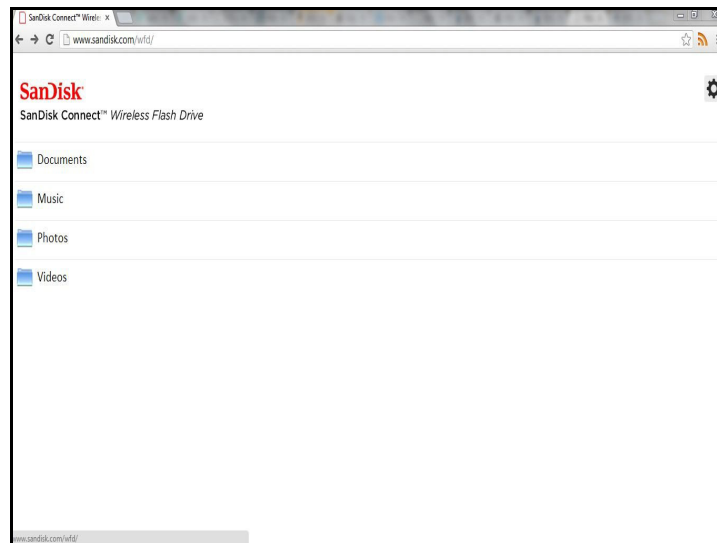 SanDisk Connect™ Wirele: x
www.sandisk.com/wfd/
SanDisk
SanDisk Connect™ Wireless Flash Drive
Documents
Music
Photos
Videos
www.sandisk.com/wfd/